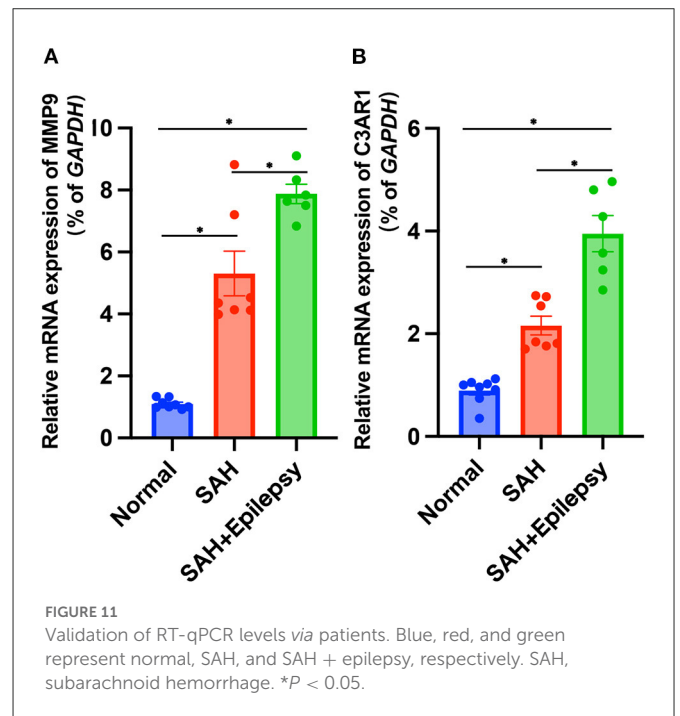 A
Relative mRNA expression of MMP9
(% of GAPDH)
10
8
6
4
2
0
*
*
*
Normal
SAH
SAH+Epilepsy
B
Relative mRNA expression of C3AR1
(% of GAPDH)
6
4
2
0
*
*
*
Normal
SAH
SAH+Epilepsy
FIGURE 11
Validation of RT-qPCR levels via patients. Blue, red, and green
represent normal, SAH, and SAH + epilepsy, respectively. SAH,
subarachnoid hemorrhage. *P < 0.05.